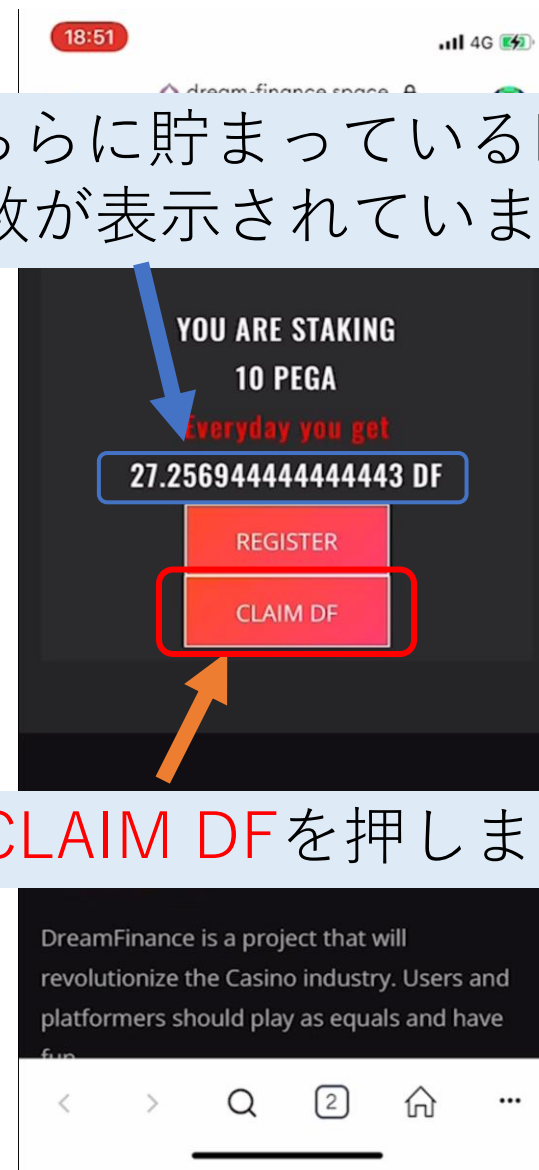 18:51
4G
dream-finance.space
ちらに貯まっている
数が表示されていま
YOU ARE STAKING
10 PEGA
Everyday you get
27.256944444444443 DF
REGISTER
CLAIM DF
CLAIM DFを押しま
DreamFinance is a project that will
revolutionize the Casino industry. Users and
platformers should play as equals and have
fun
2